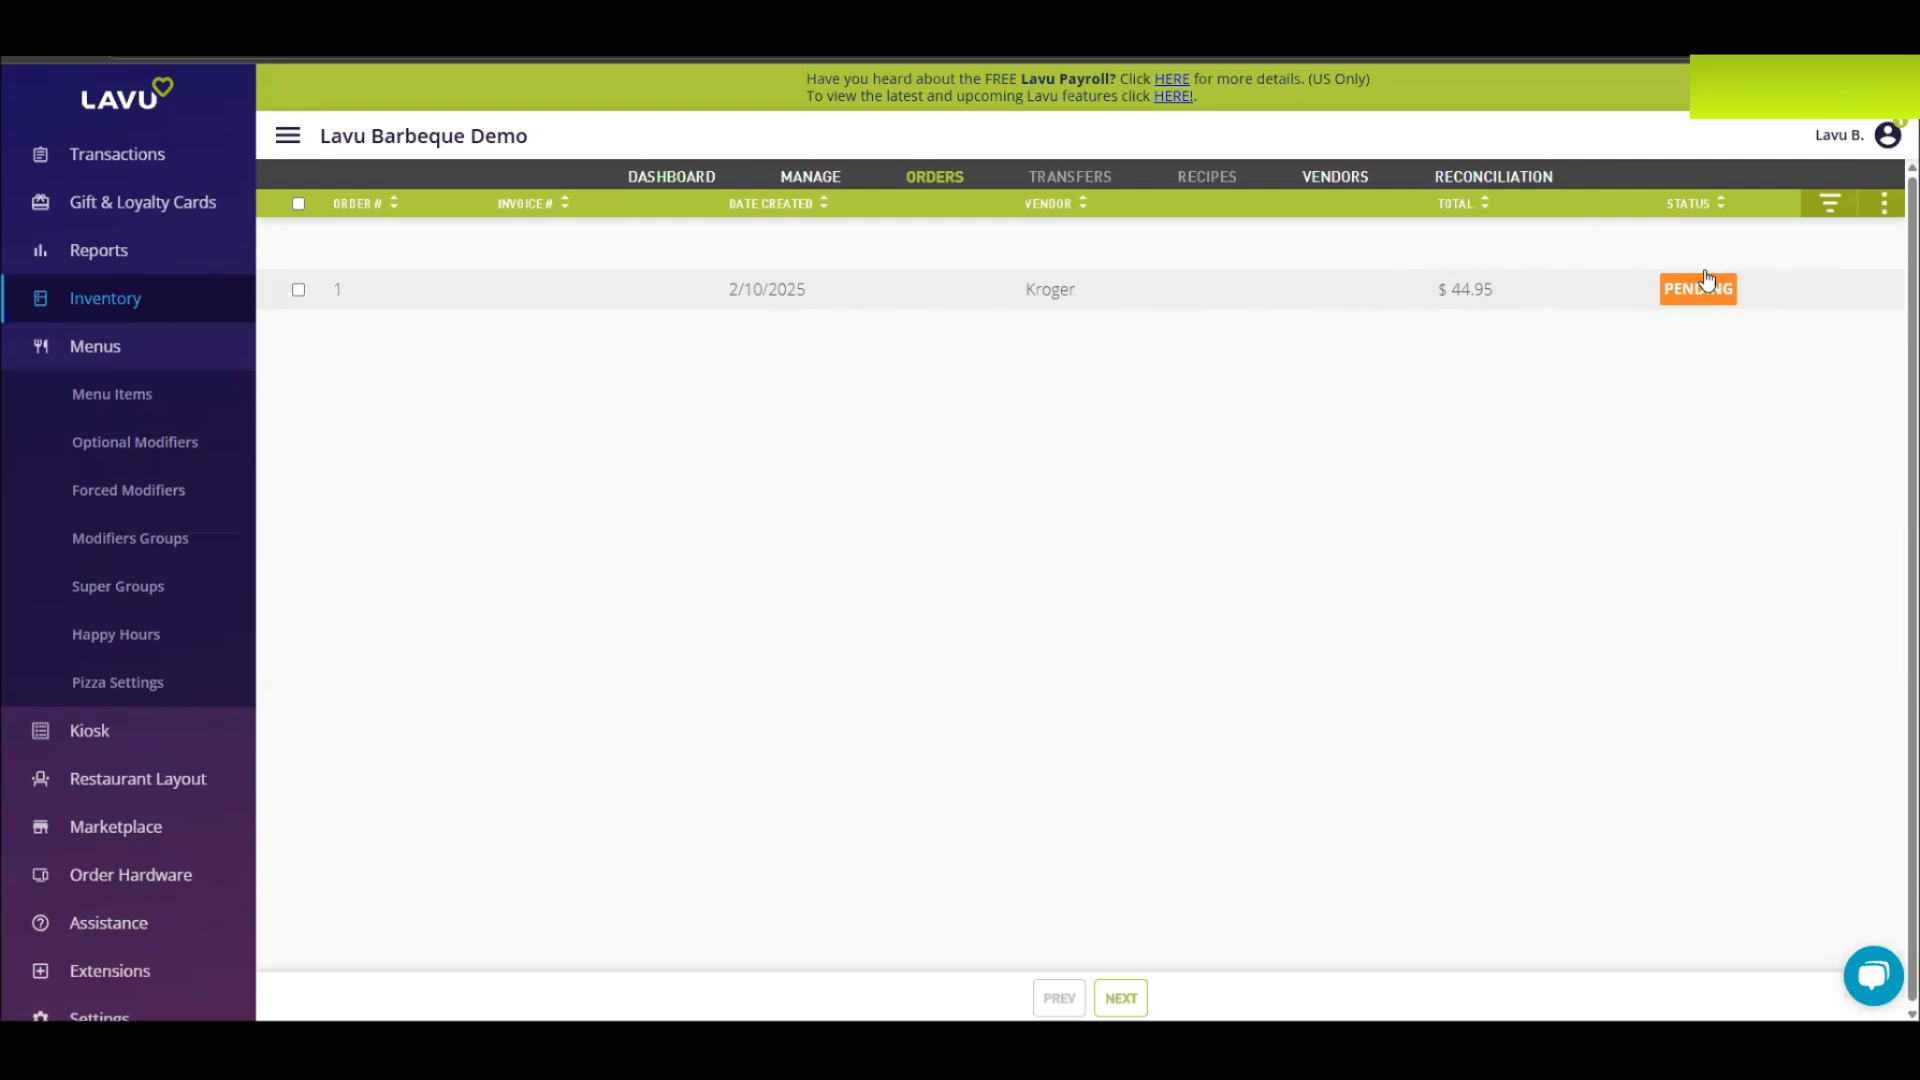 Have you heard about the FREE Lavu Payroll? Click HERE for more details. (US Only)
To view the latest and upcoming Lavu features click HERE!.
LAVU
Lavu Barbeque Demo
Lavu B.
Transactions
Gift & Loyalty Cards
Reports
Inventory
Menus
Menu Items
Optional Modifiers
Forced Modifiers
Modifiers Groups
Super Groups
Happy Hours
Pizza Settings
Kiosk
Restaurant Layout
Marketplace
Order Hardware
Assistance
Extensions
Settings
DASHBOARD MANAGE ORDERS TRANSFERS RECIPES VENDORS RECONCILIATION
ORDER # INVOICE # DATE CREATED VENDOR TOTAL STATUS
1 2/10/2025 Kroger $ 44.95 PENDING
PREV NEXT